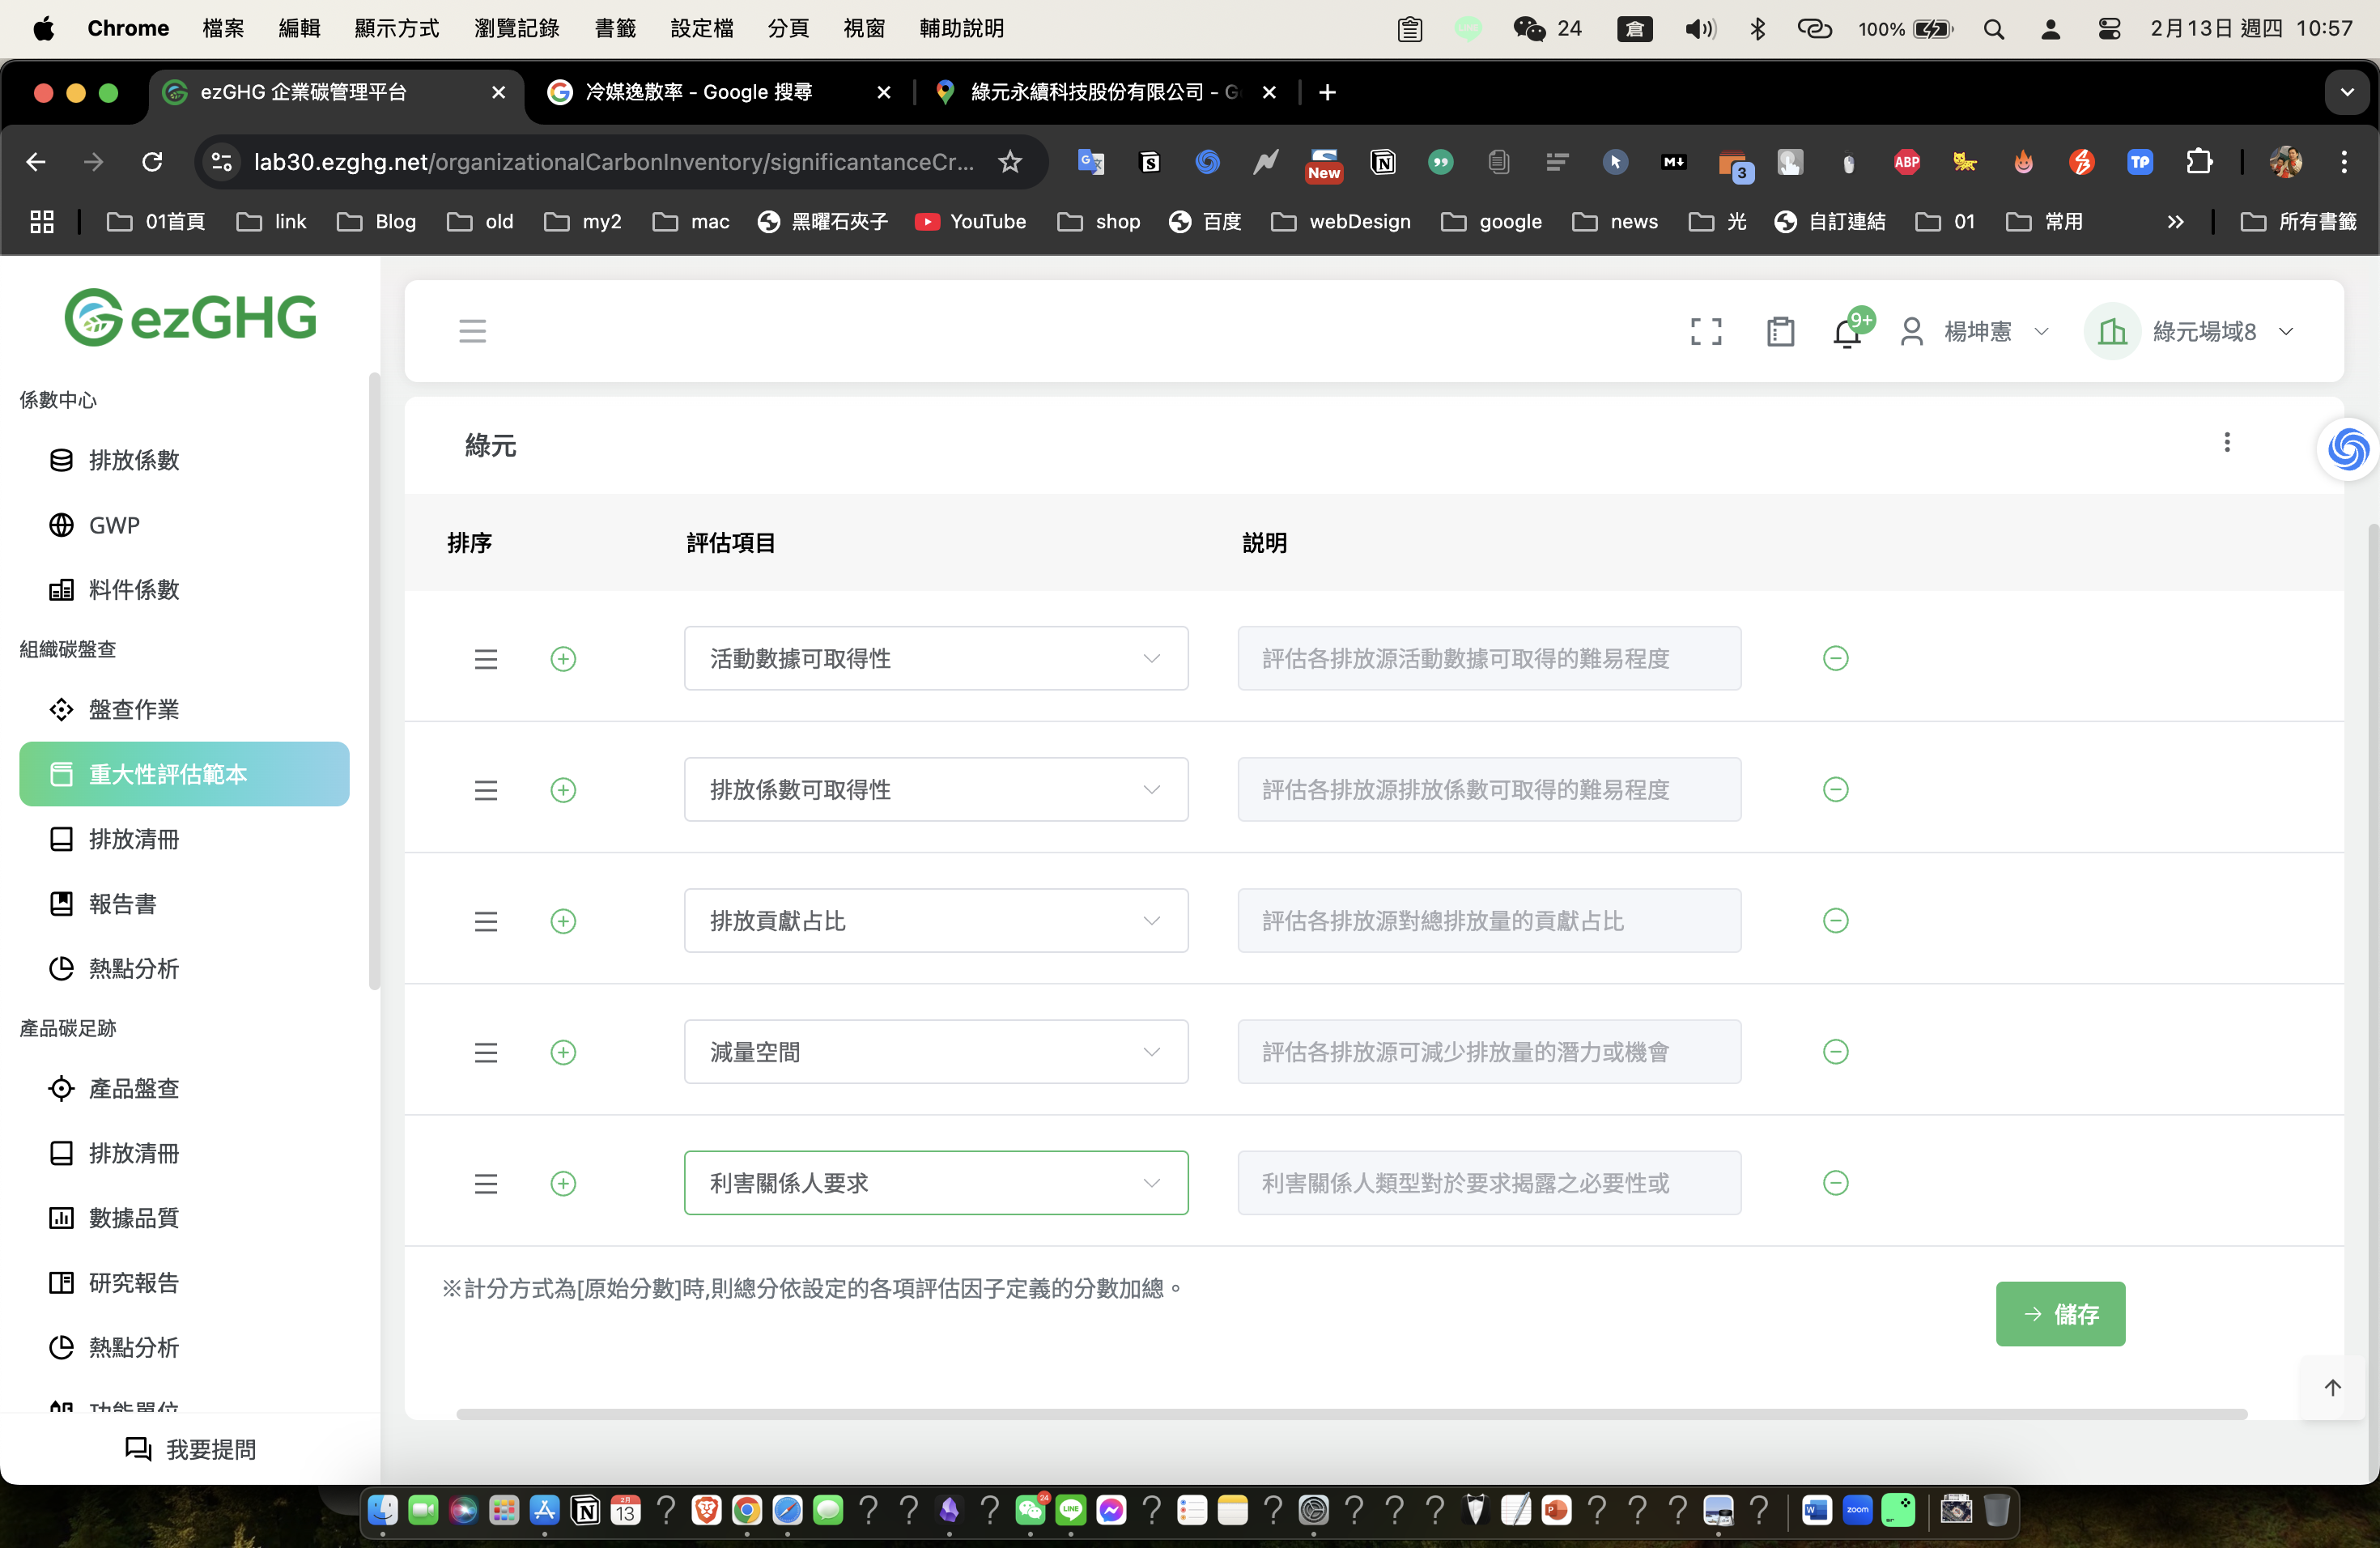 Chrome 檔案 編輯 顯示方式 瀏覽記錄 書籤 設定檔 分頁 視窗 輔助說明 24 倉 100% 2月13日 週四 10:57
ezGHG 企業碳管理平台 冷媒逸散率 - Google 搜尋 綠元永續科技股份有限公司 - G
lab30.ezghg.net/organizationalCarbonInventory/significantanceCr... New 3 ABP TP
01首頁 link Blog old my2 mac 黑曜石夾子 YouTube shop 百度 webDesign google news 光 自訂連結 01 常用 所有書籤
ezGHG
9+ 楊坤憲 綠元場域8
係數中心
排放係數
GWP
料件係數
組織碳盤查
盤查作業
重大性評估範本
排放清冊
報告書
熱點分析
產品碳足跡
產品盤查
排放清冊
數據品質
研究報告
熱點分析
功能單位
我要提問
綠元
排序 評估項目 說明
活動數據可取得性 評估各排放源活動數據可取得的難易程度
排放係數可取得性 評估各排放源排放係數可取得的難易程度
排放貢獻占比 評估各排放源對總排放量的貢獻占比
減量空間 評估各排放源可減少排放量的潛力或機會
利害關係人要求 利害關係人類型對於要求揭露之必要性或
※計分方式為[原始分數]時,則總分依設定的各項評估因子定義的分數加總。
儲存
2月 13 24 LINE zoom